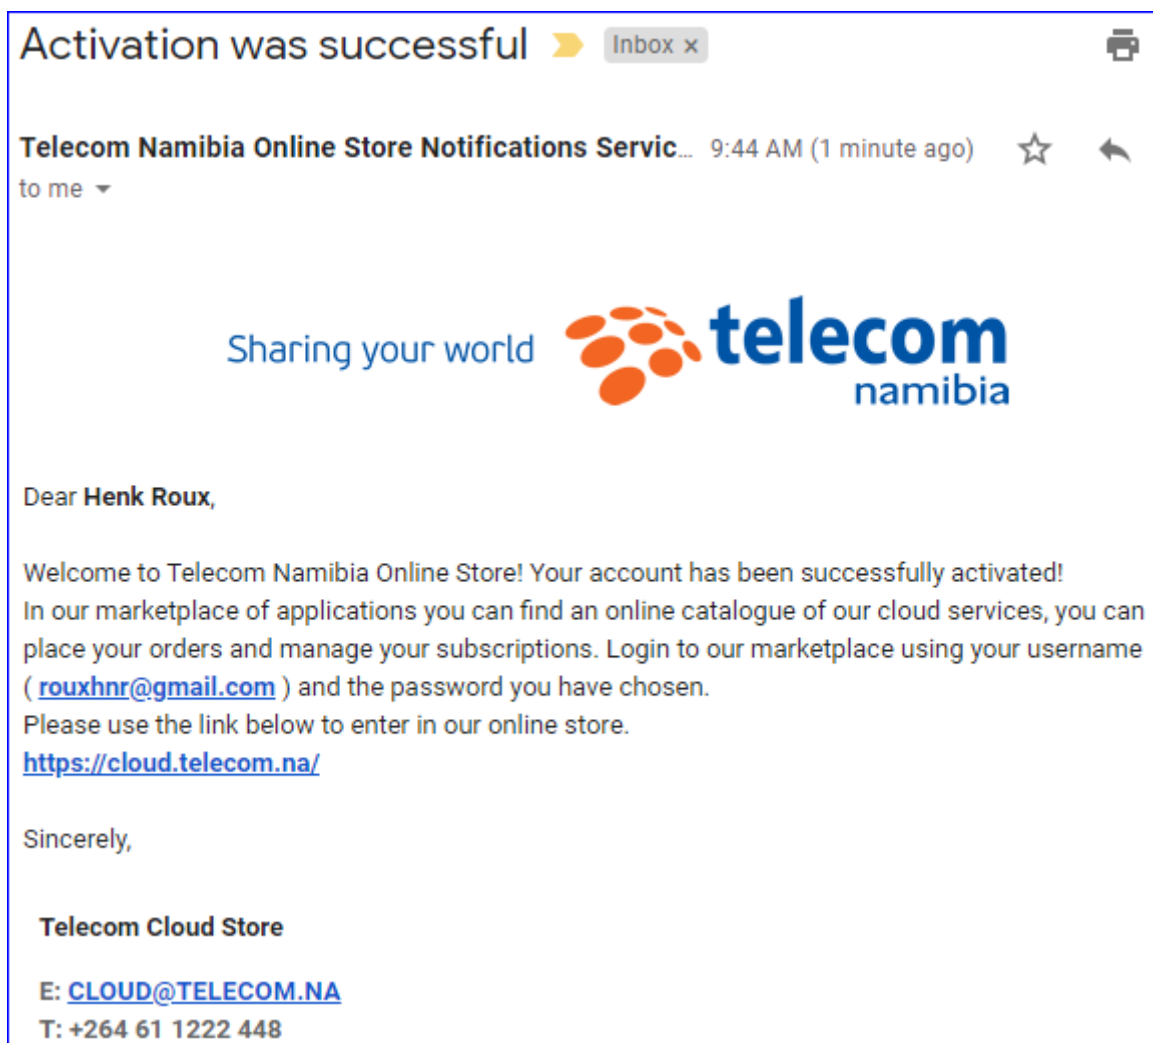 Activation was successful Inbox x
Telecom Namibia Online Store Notifications Servic... 9:44 AM (1 minute ago)
to me
Sharing your world telecom
namibia
Dear Henk Roux,
Welcome to Telecom Namibia Online Store! Your account has been successfully activated!
In our marketplace of applications you can find an online catalogue of our cloud services, you can
place your orders and manage your subscriptions. Login to our marketplace using your username
( rouxhnr@gmail.com ) and the password you have chosen.
Please use the link below to enter in our online store.
https://cloud.telecom.na/
Sincerely,
Telecom Cloud Store
E: CLOUD@TELECOM.NA
T: +264 61 1222 448